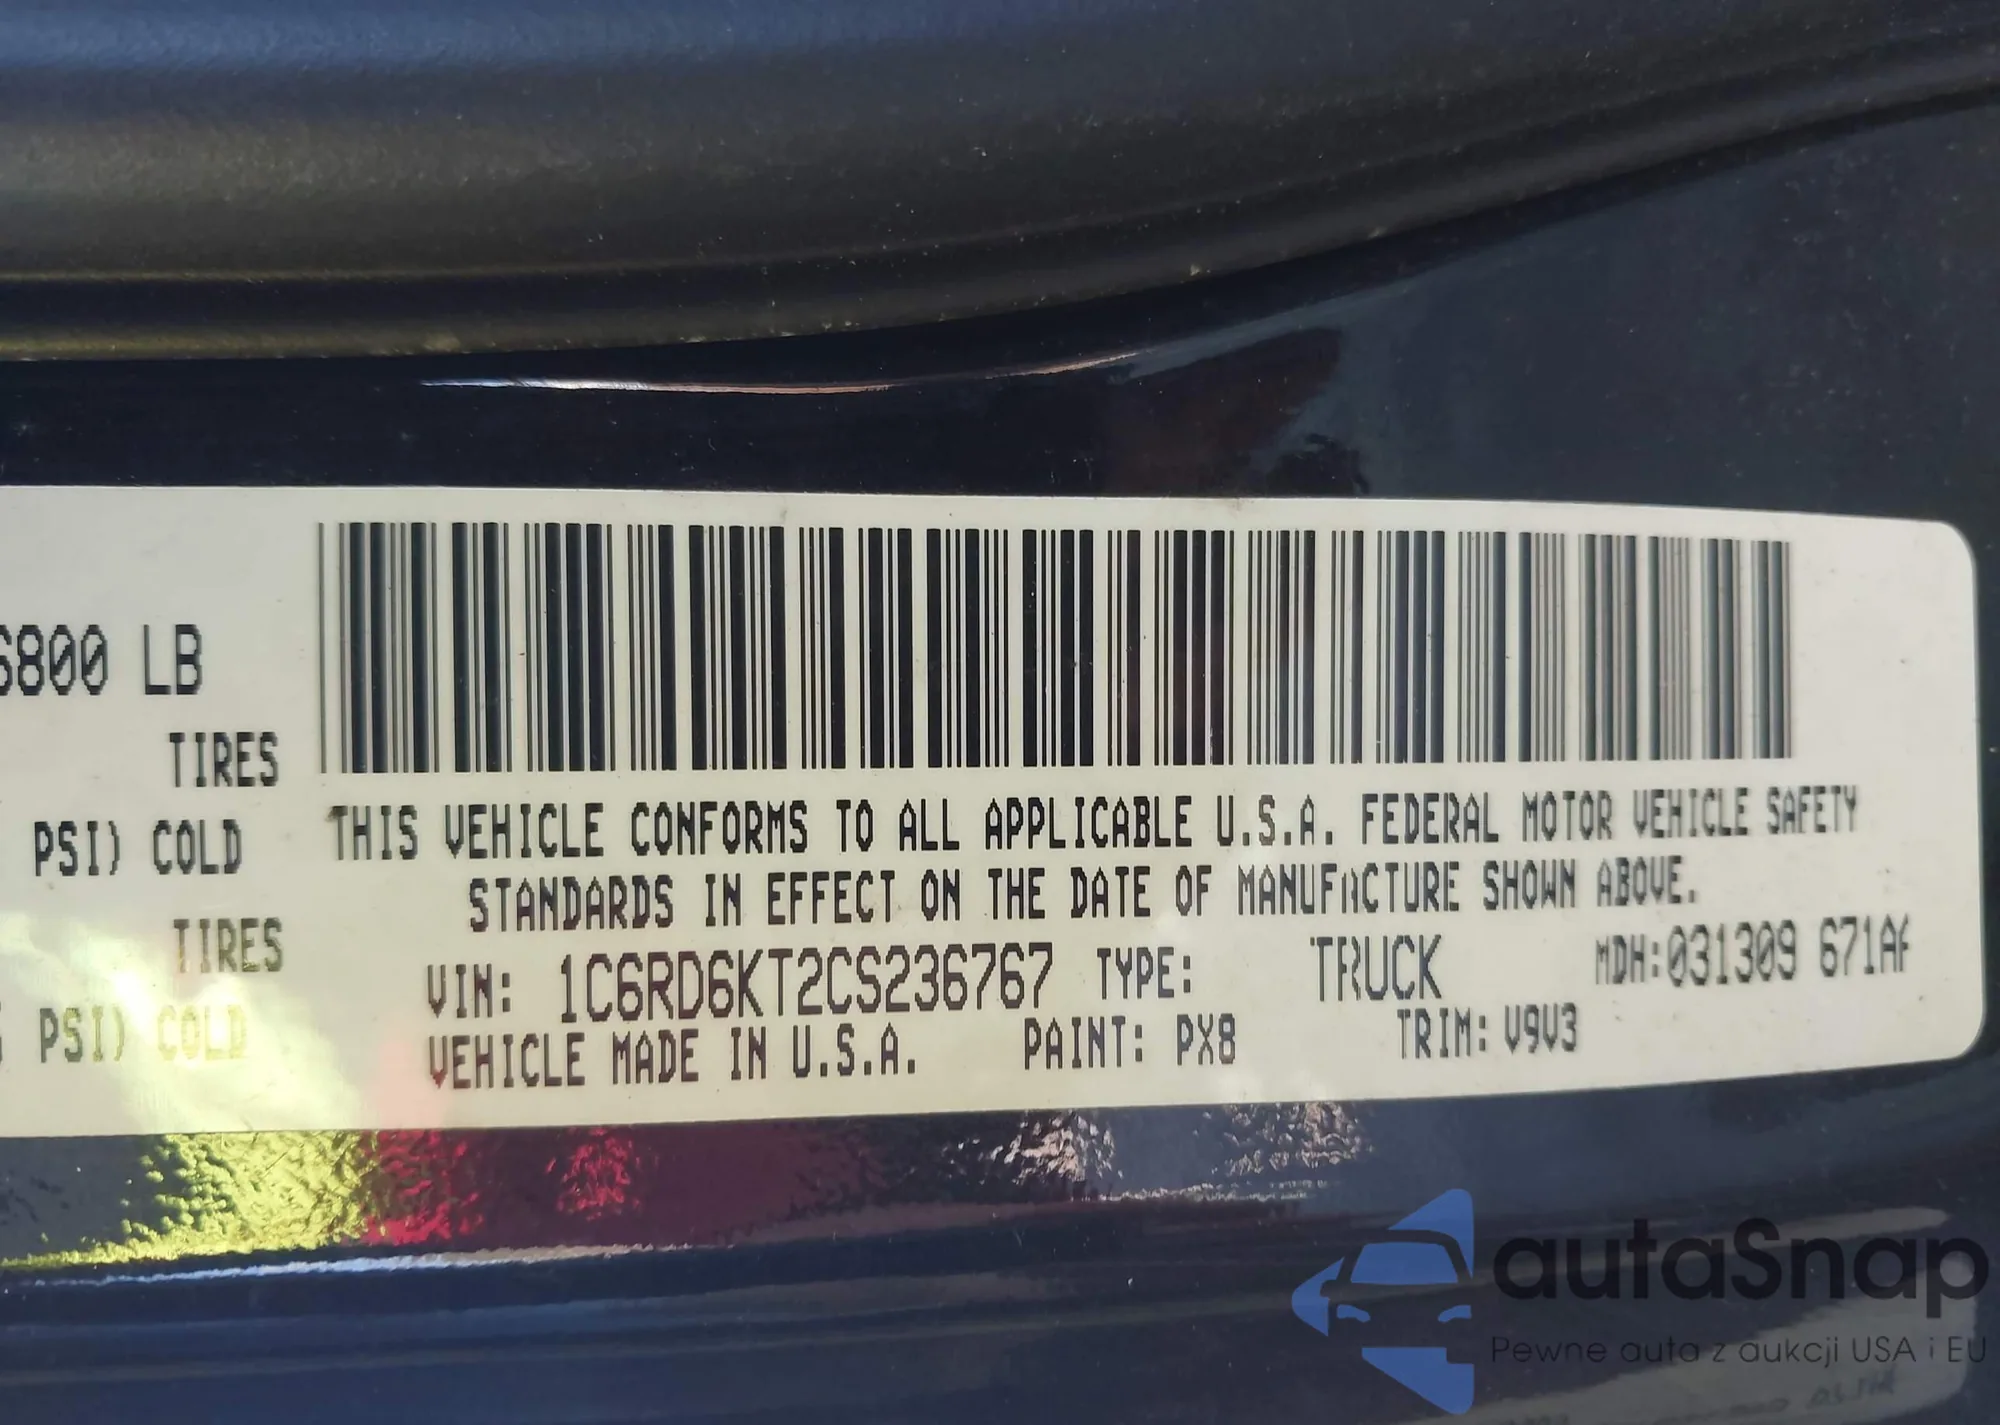 6800 LB
TIRES
PSI) COLD
TIRES
PSI) COLD
THIS VEHICLE CONFORMS TO ALL APPLICABLE U.S.A. FEDERAL MOTOR VEHICLE SAFETY
STANDARDS IN EFFECT ON THE DATE OF MANUFACTURE SHOWN ABOVE.
VIN: 1C6RD6KT2CS236767 TYPE: TRUCK MDH:031309 671AA
VEHICLE MADE IN U.S.A. PAINT: PX8 TRIM: V9V3
autaSnap
Pewne auta z aukcji USA i EU